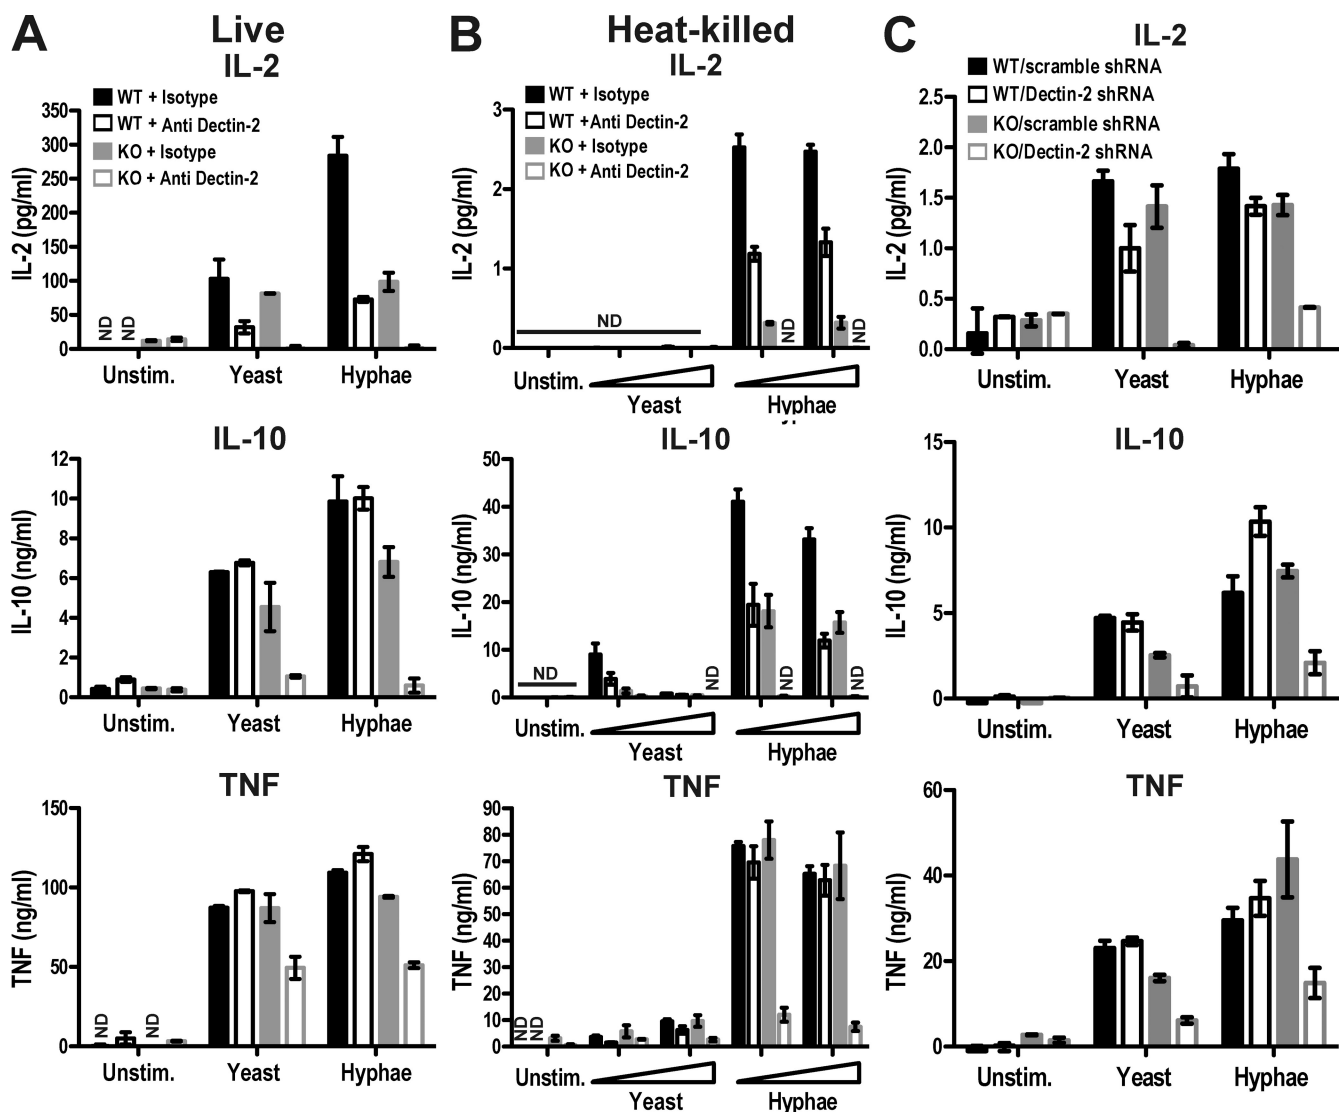 A
Live
IL-2
WT + Isotype
WT + Anti Dectin-2
KO + Isotype
KO + Anti Dectin-2
IL-2 (pg/ml)
350
300
250
200
150
100
50
0
ND
ND
Unstim.
Yeast
Hyphae
IL-10
IL-10 (ng/ml)
12
10
8
6
4
2
0
Unstim.
Yeast
Hyphae
TNF
TNF (ng/ml)
150
100
50
0
ND
ND
Unstim.
Yeast
Hyphae
B
Heat-killed
IL-2
WT + Isotype
WT + Anti Dectin-2
KO + Isotype
KO + Anti Dectin-2
IL-2 (pg/ml)
3
2
1
0
ND
ND
ND
Unstim.
Yeast
Hyphae
IL-10
IL-10 (ng/ml)
50
40
30
20
10
0
ND
ND
ND
ND
Unstim.
Yeast
Hyphae
TNF
TNF (ng/ml)
90
80
70
60
50
40
30
20
10
0
ND
ND
Unstim.
Yeast
Hyphae
C
IL-2
WT/scramble shRNA
WT/Dectin-2 shRNA
KO/scramble shRNA
KO/Dectin-2 shRNA
IL-2 (pg/ml)
2.5
2.0
1.5
1.0
0.5
0.0
Unstim.
Yeast
Hyphae
IL-10
IL-10 (ng/ml)
15
10
5
0
Unstim.
Yeast
Hyphae
TNF
TNF (ng/ml)
60
40
20
0
Unstim.
Yeast
Hyphae